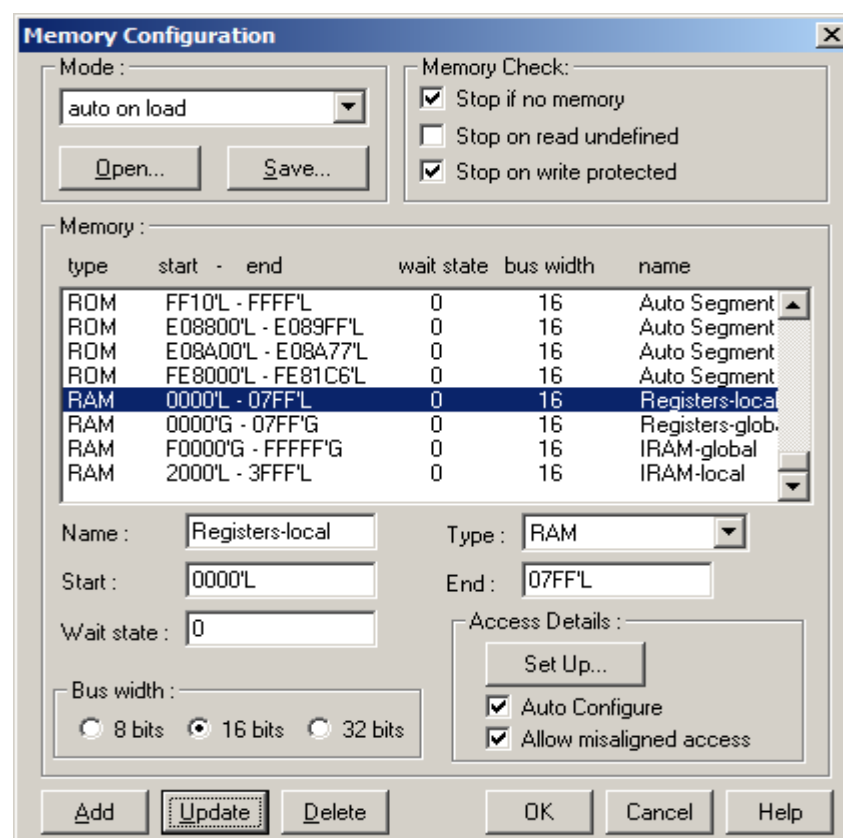 Memory Configuration
Mode :
auto on load
Open... Save...
Memory Check:
Stop if no memory
Stop on read undefined
Stop on write protected
Memory :
type start - end wait state bus width name
ROM FF10'L - FFFF'L 0 16 Auto Segment
ROM E08800'L - E089FF'L 0 16 Auto Segment
ROM E08A00'L - E08A77'L 0 16 Auto Segment
ROM FE8000'L - FE81C6'L 0 16 Auto Segment
RAM 0000'L - 07FF'L 0 16 Registers-local
RAM 0000'G - 07FF'G 0 16 Registers-globa
RAM F0000'G - FFFFF'G 0 16 IRAM-global
RAM 2000'L - 3FFF'L 0 16 IRAM-local
Name : Registers-local Type : RAM
Start : 0000'L End : 07FF'L
Wait state : 0
Access Details :
Set Up...
Auto Configure
Allow misaligned access
Bus width :
8 bits 16 bits 32 bits
Add Update Delete OK Cancel Help